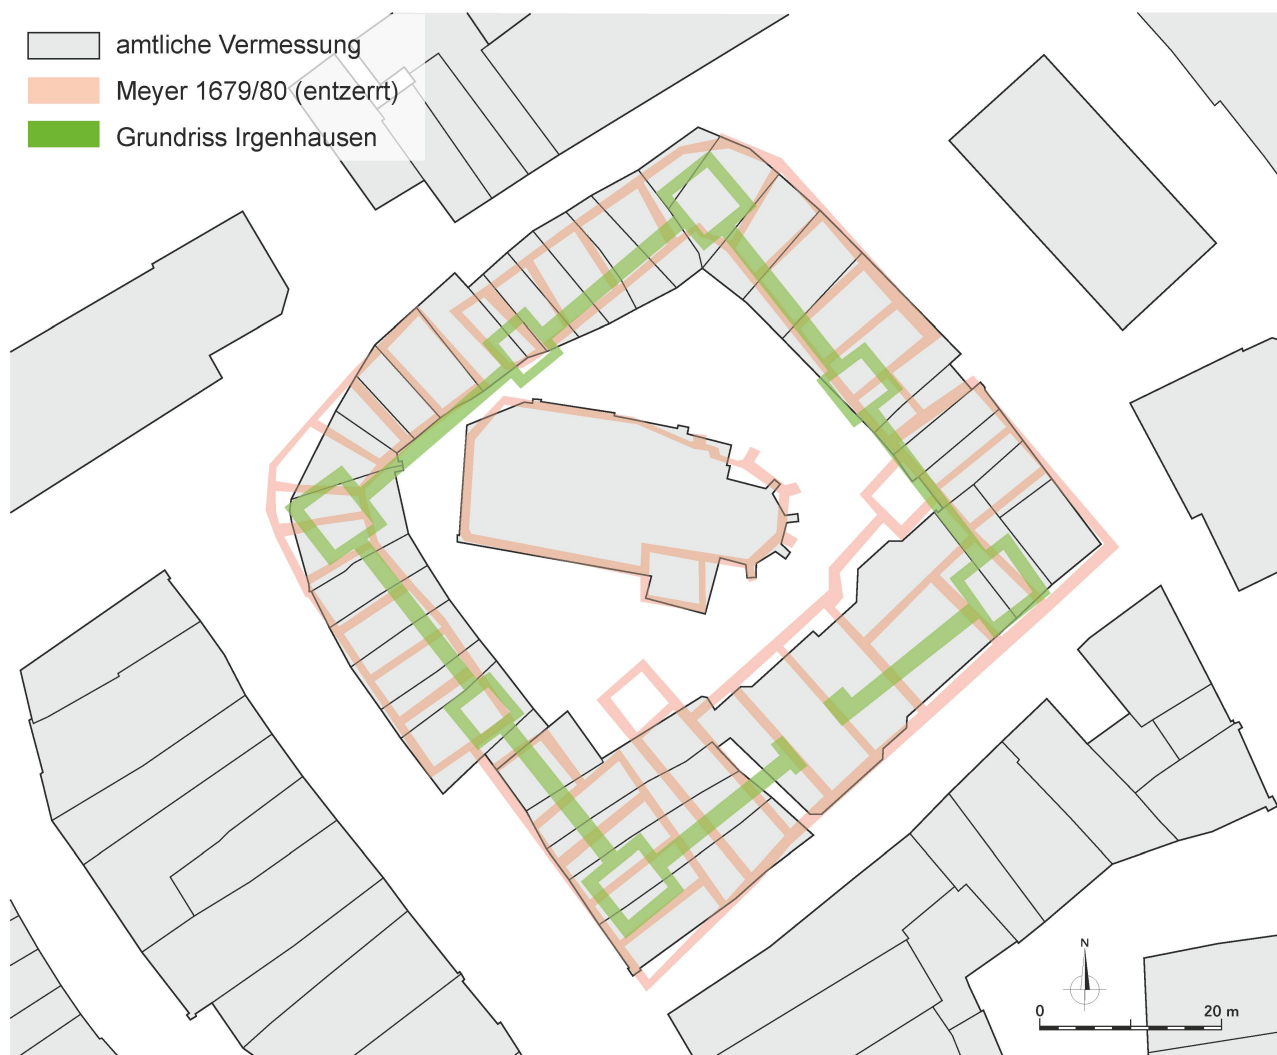 amtliche Vermessung
Meyer 1679/80 (entzerrt)
Grundriss Irgenhausen
N
0 20 m